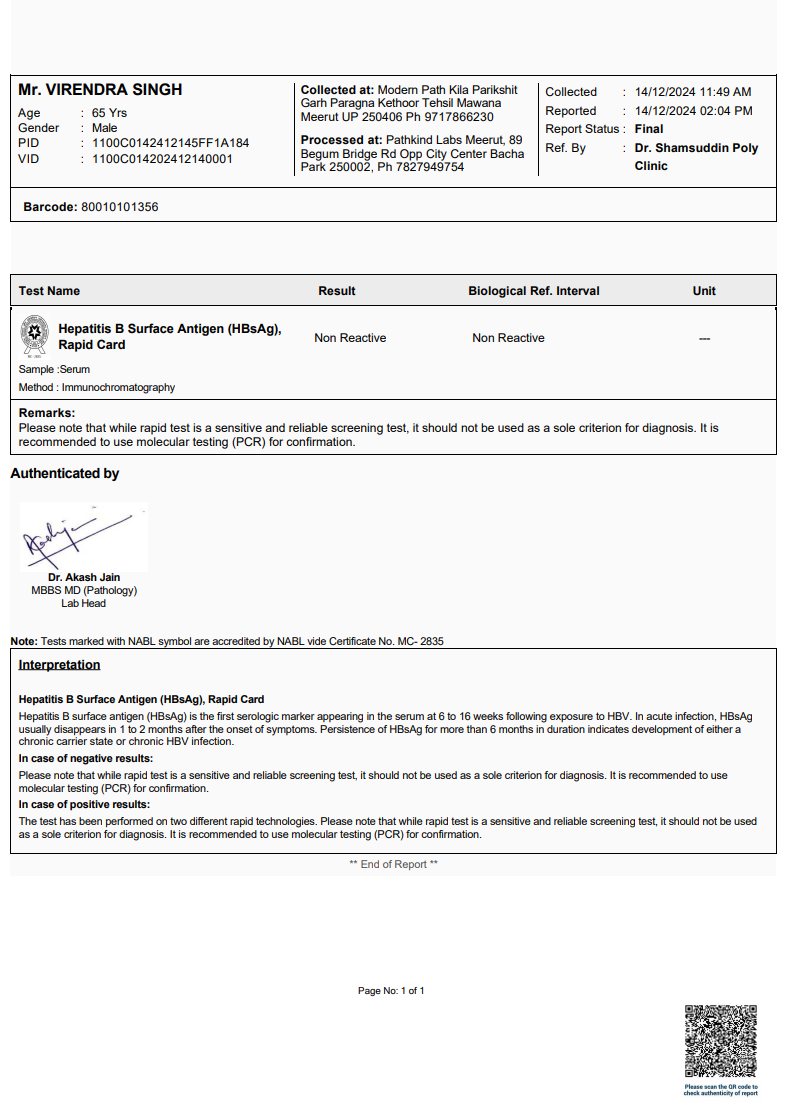 Mr. VIRENDRA SINGH
Age : 65 Yrs
Gender : Male
PID : 1100C0142412145FF1A184
VID : 1100C014202412140001
Collected at: Modern Path Kila Parikshit
Garh Paragna Kethoor Tehsil Mawana
Meerut UP 250406 Ph 9717866230
Processed at: Pathkind Labs Meerut, 89
Begum Bridge Rd Opp City Center Bacha
Park 250002, Ph 7827949754
Collected : 14/12/2024 11:49 AM
Reported : 14/12/2024 02:04 PM
Report Status : Final
Ref. By : Dr. Shamsuddin Poly
Clinic
Barcode: 80010101356
Test Name Result Biological Ref. Interval Unit
Hepatitis B Surface Antigen (HBsAg),
Rapid Card
Non Reactive Non Reactive ---
MC-2835
Sample :Serum
Method : Immunochromatography
Remarks:
Please note that while rapid test is a sensitive and reliable screening test, it should not be used as a sole criterion for diagnosis. It is
recommended to use molecular testing (PCR) for confirmation.
Authenticated by
Dr. Akash Jain
MBBS MD (Pathology)
Lab Head
Note: Tests marked with NABL symbol are accredited by NABL vide Certificate No. MC- 2835
Interpretation
Hepatitis B Surface Antigen (HBsAg), Rapid Card
Hepatitis B surface antigen (HBsAg) is the first serologic marker appearing in the serum at 6 to 16 weeks following exposure to HBV. In acute infection, HBsAg
usually disappears in 1 to 2 months after the onset of symptoms. Persistence of HBsAg for more than 6 months in duration indicates development of either a
chronic carrier state or chronic HBV infection.
In case of negative results:
Please note that while rapid test is a sensitive and reliable screening test, it should not be used as a sole criterion for diagnosis. It is recommended to use
molecular testing (PCR) for confirmation.
In case of positive results:
The test has been performed on two different rapid technologies. Please note that while rapid test is a sensitive and reliable screening test, it should not be used
as a sole criterion for diagnosis. It is recommended to use molecular testing (PCR) for confirmation.
** End of Report **
Page No: 1 of 1
Please scan the QR code to
check authenticity of report